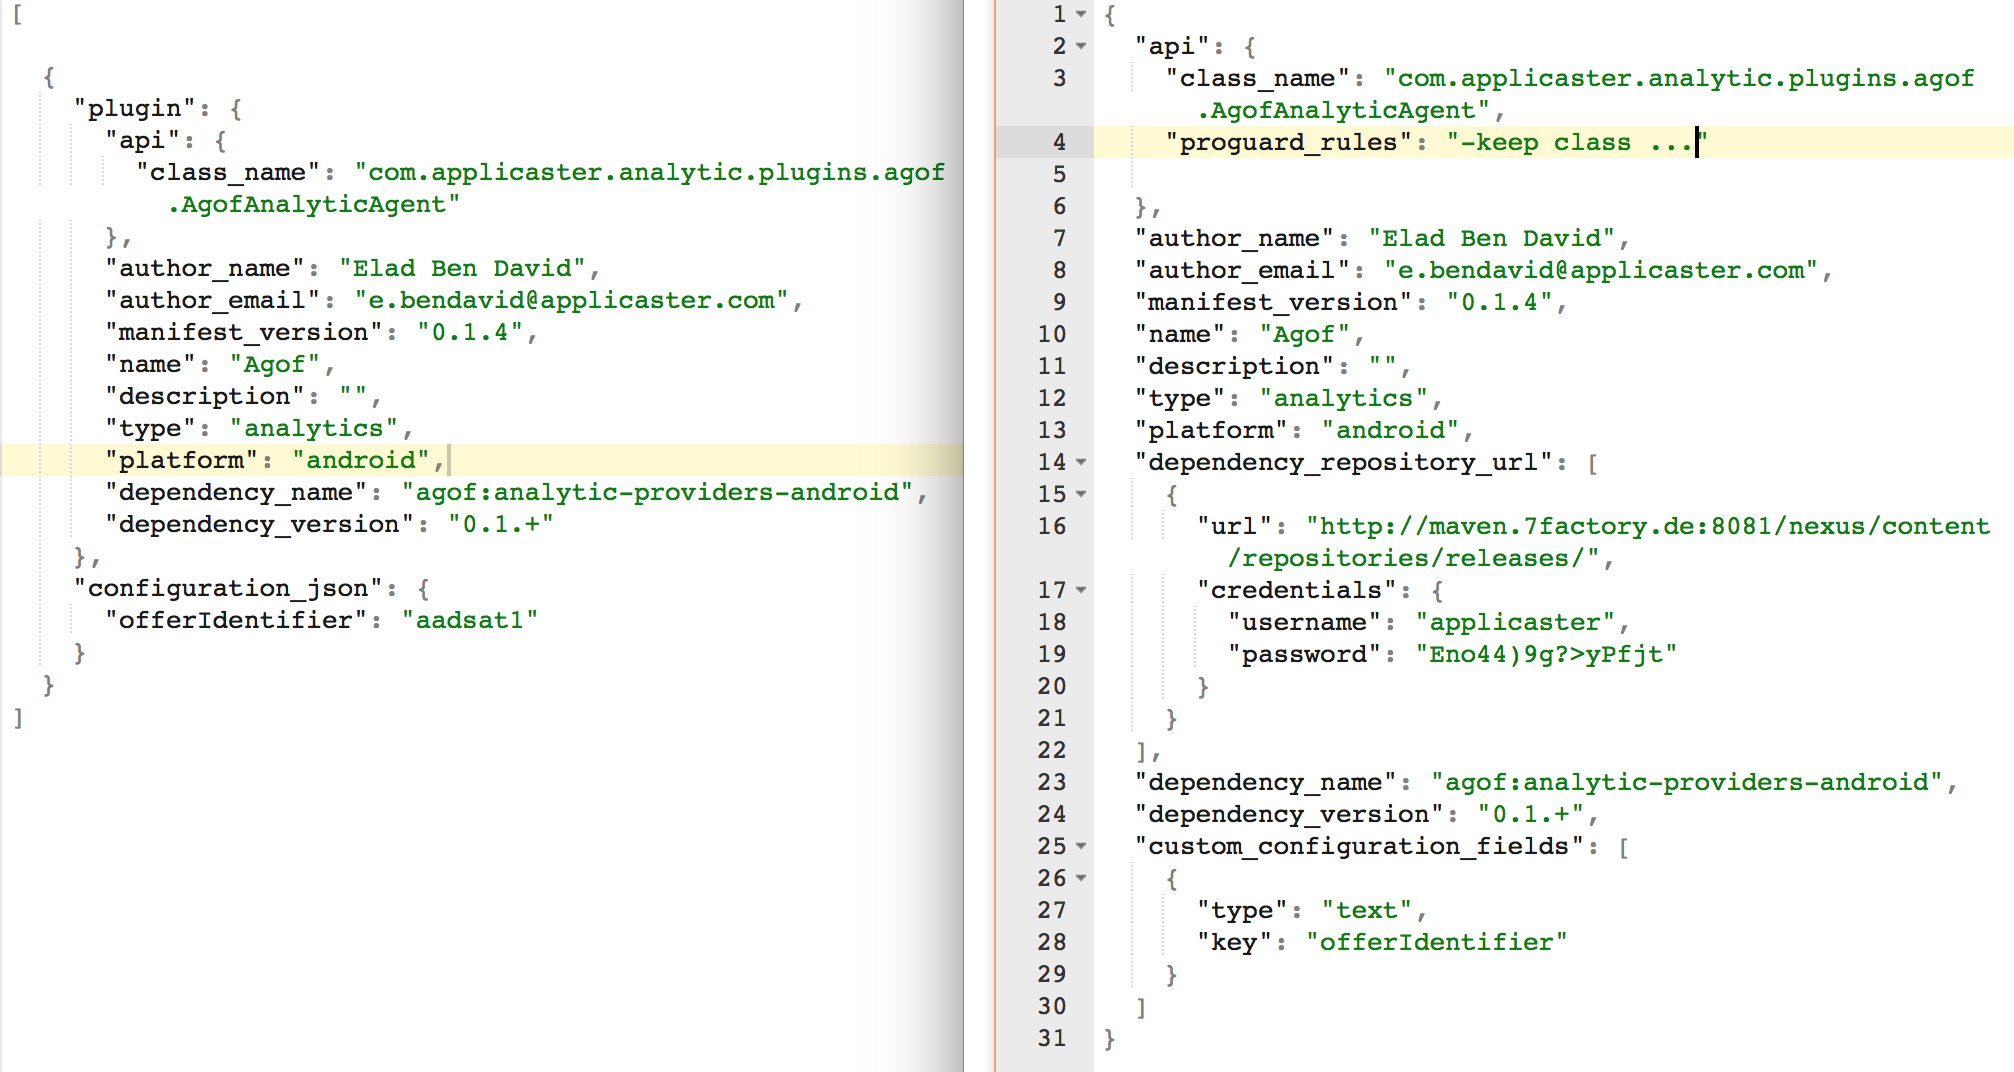 [
{
"plugin": {
"api": {
"class_name": "com.applicaster.analytic.plugins.agof
.AgofAnalyticAgent"
},
"author_name": "Elad Ben David",
"author_email": "e.bendavid@applicaster.com",
"manifest_version": "0.1.4",
"name": "Agof",
"description": "",
"type": "analytics",
"platform": "android",
"dependency_name": "agof:analytic-providers-android",
"dependency_version": "0.1.+"
},
"configuration_json": {
"offerIdentifier": "aadsat1"
}
}
]
1 {
2 "api": {
3 "class_name": "com.applicaster.analytic.plugins.agof
.AgofAnalyticAgent",
4 "proguard_rules": "-keep class ..."
5
6 },
7 "author_name": "Elad Ben David",
8 "author_email": "e.bendavid@applicaster.com",
9 "manifest_version": "0.1.4",
10 "name": "Agof",
11 "description": "",
12 "type": "analytics",
13 "platform": "android",
14 "dependency_repository_url": [
15 {
16 "url": "http://maven.7factory.de:8081/nexus/content
/repositories/releases/",
17 "credentials": {
18 "username": "applicaster",
19 "password": "Eno44)9g?>yPfjt"
20 }
21 }
22 ],
23 "dependency_name": "agof:analytic-providers-android",
24 "dependency_version": "0.1.+",
25 "custom_configuration_fields": [
26 {
27 "type": "text",
28 "key": "offerIdentifier"
29 }
30 ]
31 }